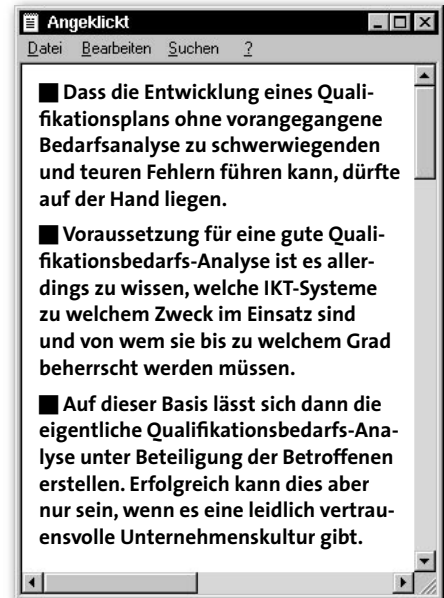 Angeklickt
Datei Bearbeiten Suchen ?
■ Dass die Entwicklung eines Quali-
fikationsplans ohne vorangegangene
Bedarfsanalyse zu schwerwiegenden
und teuren Fehlern führen kann, dürfte
auf der Hand liegen.
■ Voraussetzung für eine gute Quali-
fikationsbedarfs-Analyse ist es aller-
dings zu wissen, welche IKT-Systeme
zu welchem Zweck im Einsatz sind
und von wem sie bis zu welchem Grad
beherrscht werden müssen.
■ Auf dieser Basis lässt sich dann die
eigentliche Qualifikationsbedarfs-Ana-
lyse unter Beteiligung der Betroffenen
erstellen. Erfolgreich kann dies aber
nur sein, wenn es eine leidlich vertrau-
ensvolle Unternehmenskultur gibt.